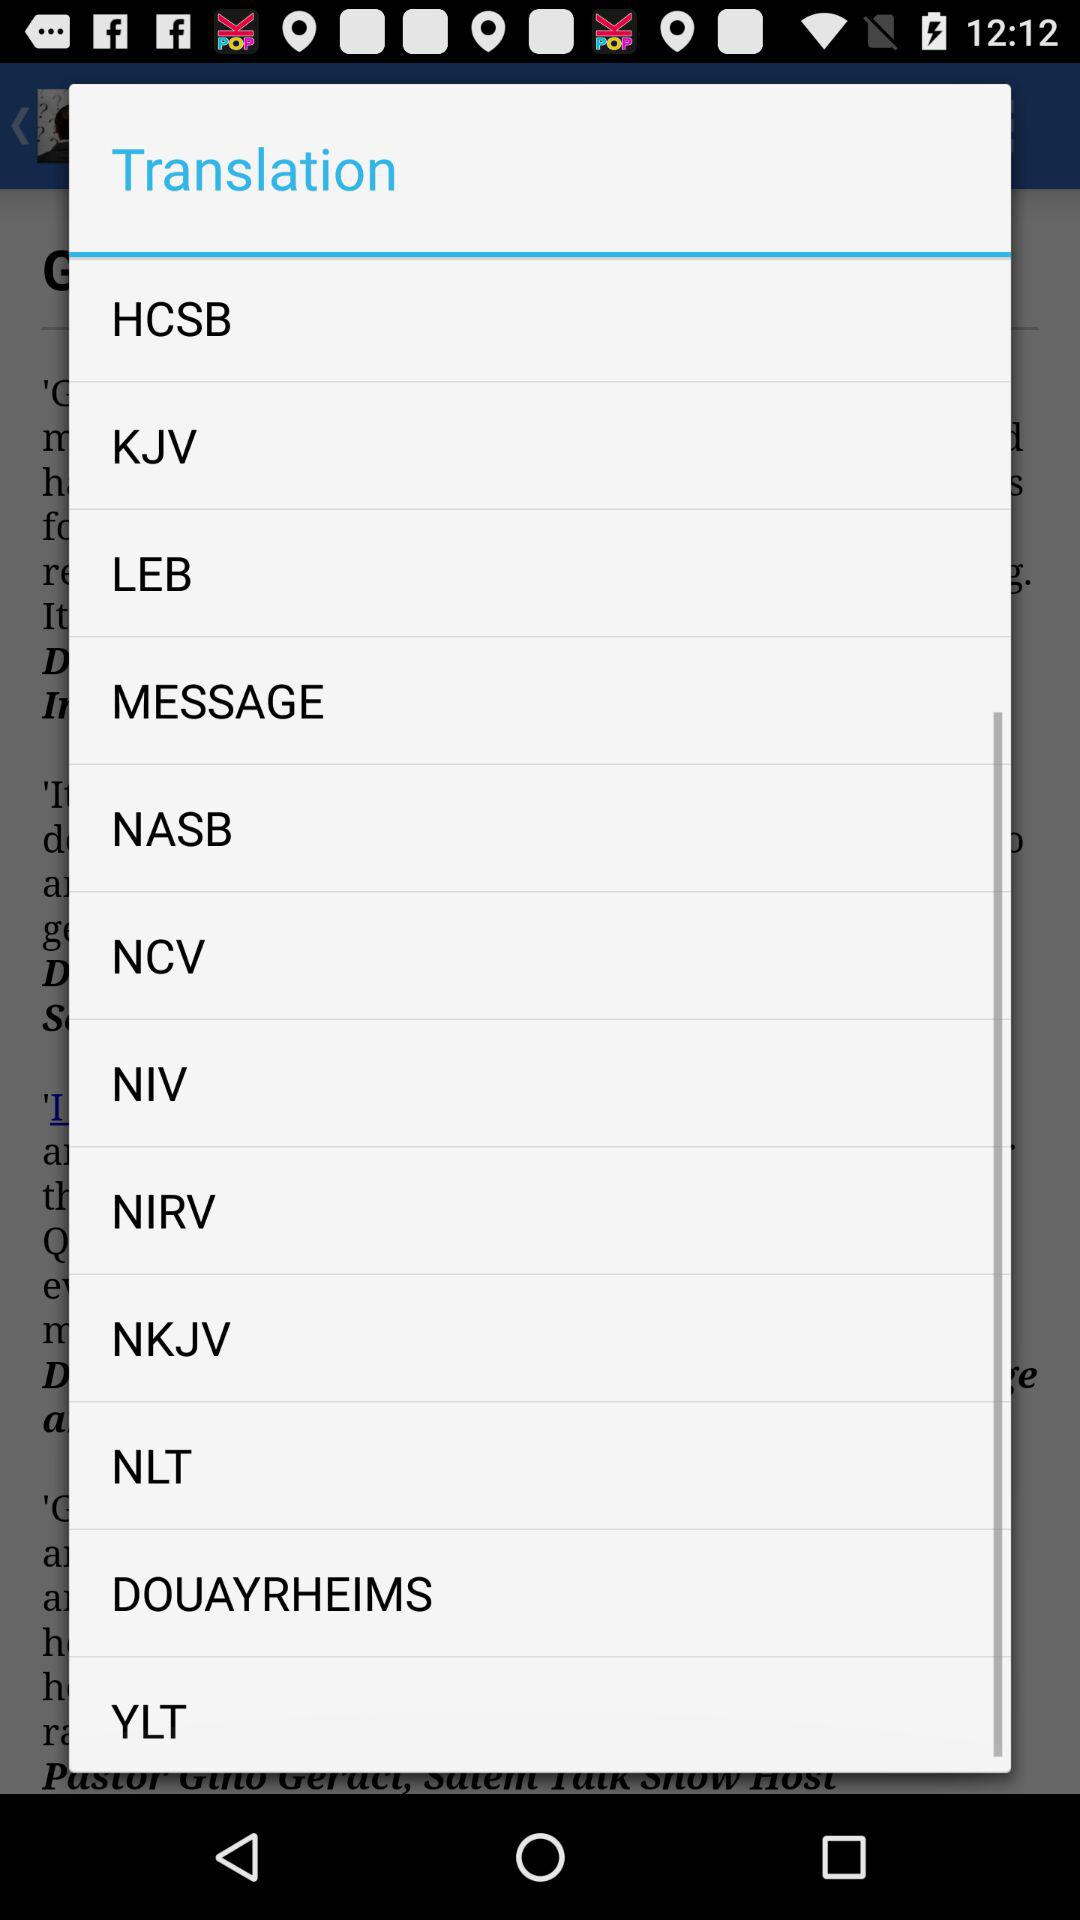 12:12
Translation
HCSB
KJV
LEB
MESSAGE
NASB
NCV
NIV
NIRV
NKJV
NLT
DOUAYRHEIMS
YLT
Pastor Gino Geraci, Salem Talk Show Host